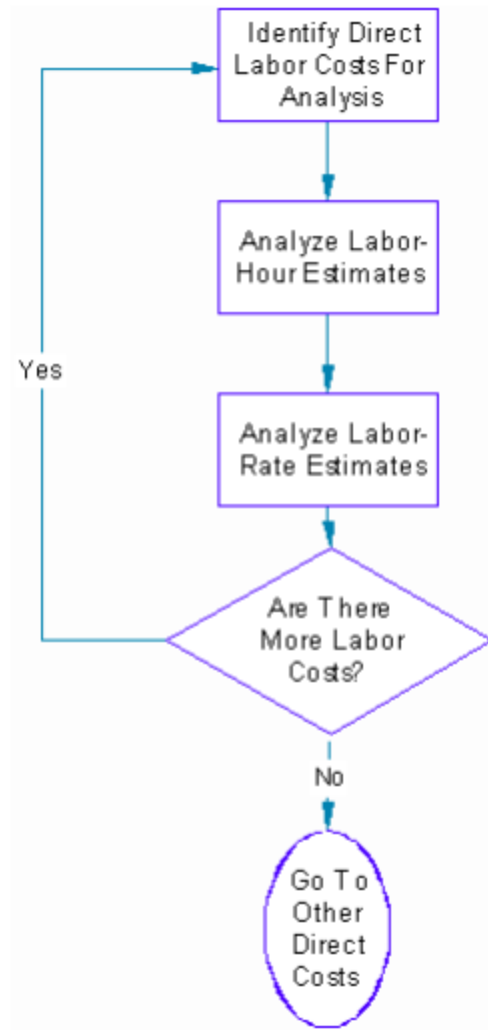 Identify Direct
Labor Costs For
Analysis
Analyze Labor-
Hour Estimates
Yes
Analyze Labor-
Rate Estimates
Are There
More Labor
Costs?
No
Go To
Other
Direct
Costs